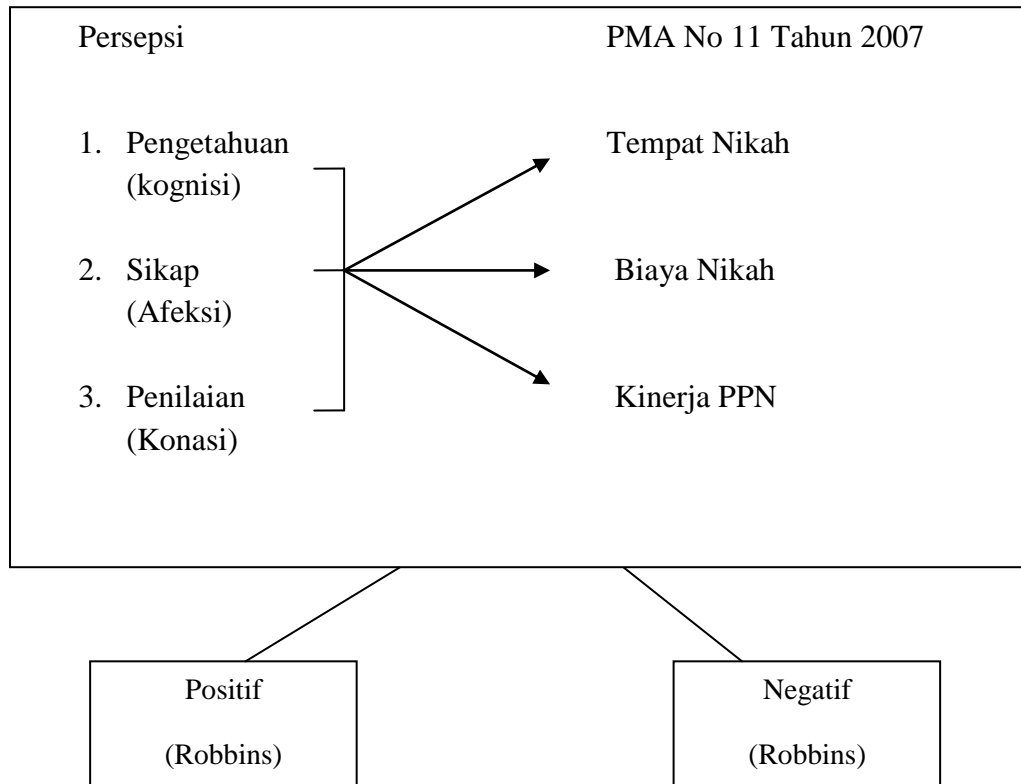 Persepsi
PMA No 11 Tahun 2007
1. Pengetahuan
(kognisi)
Tempat Nikah
2. Sikap
(Afeksi)
Biaya Nikah
3. Penilaian
(Konasi)
Kinerja PPN
Positif
(Robbins)
Negatif
(Robbins)